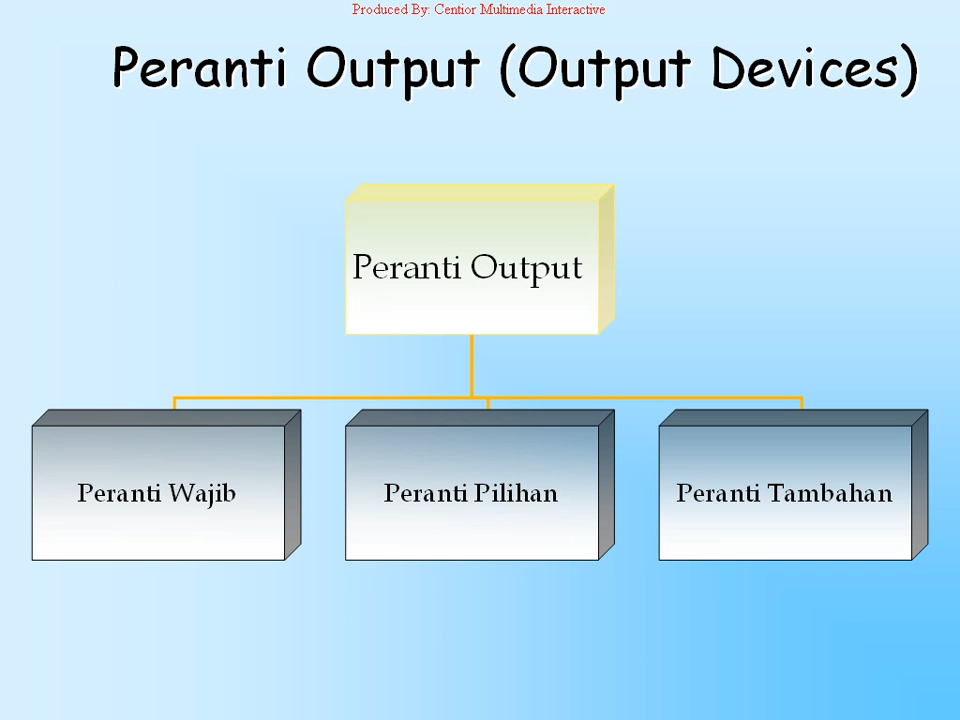 Produced By: Centior Multimedia Interactive
Peranti Output (Output Devices)
Peranti Output
Peranti Wajib
Peranti Pilihan
Peranti Tambahan